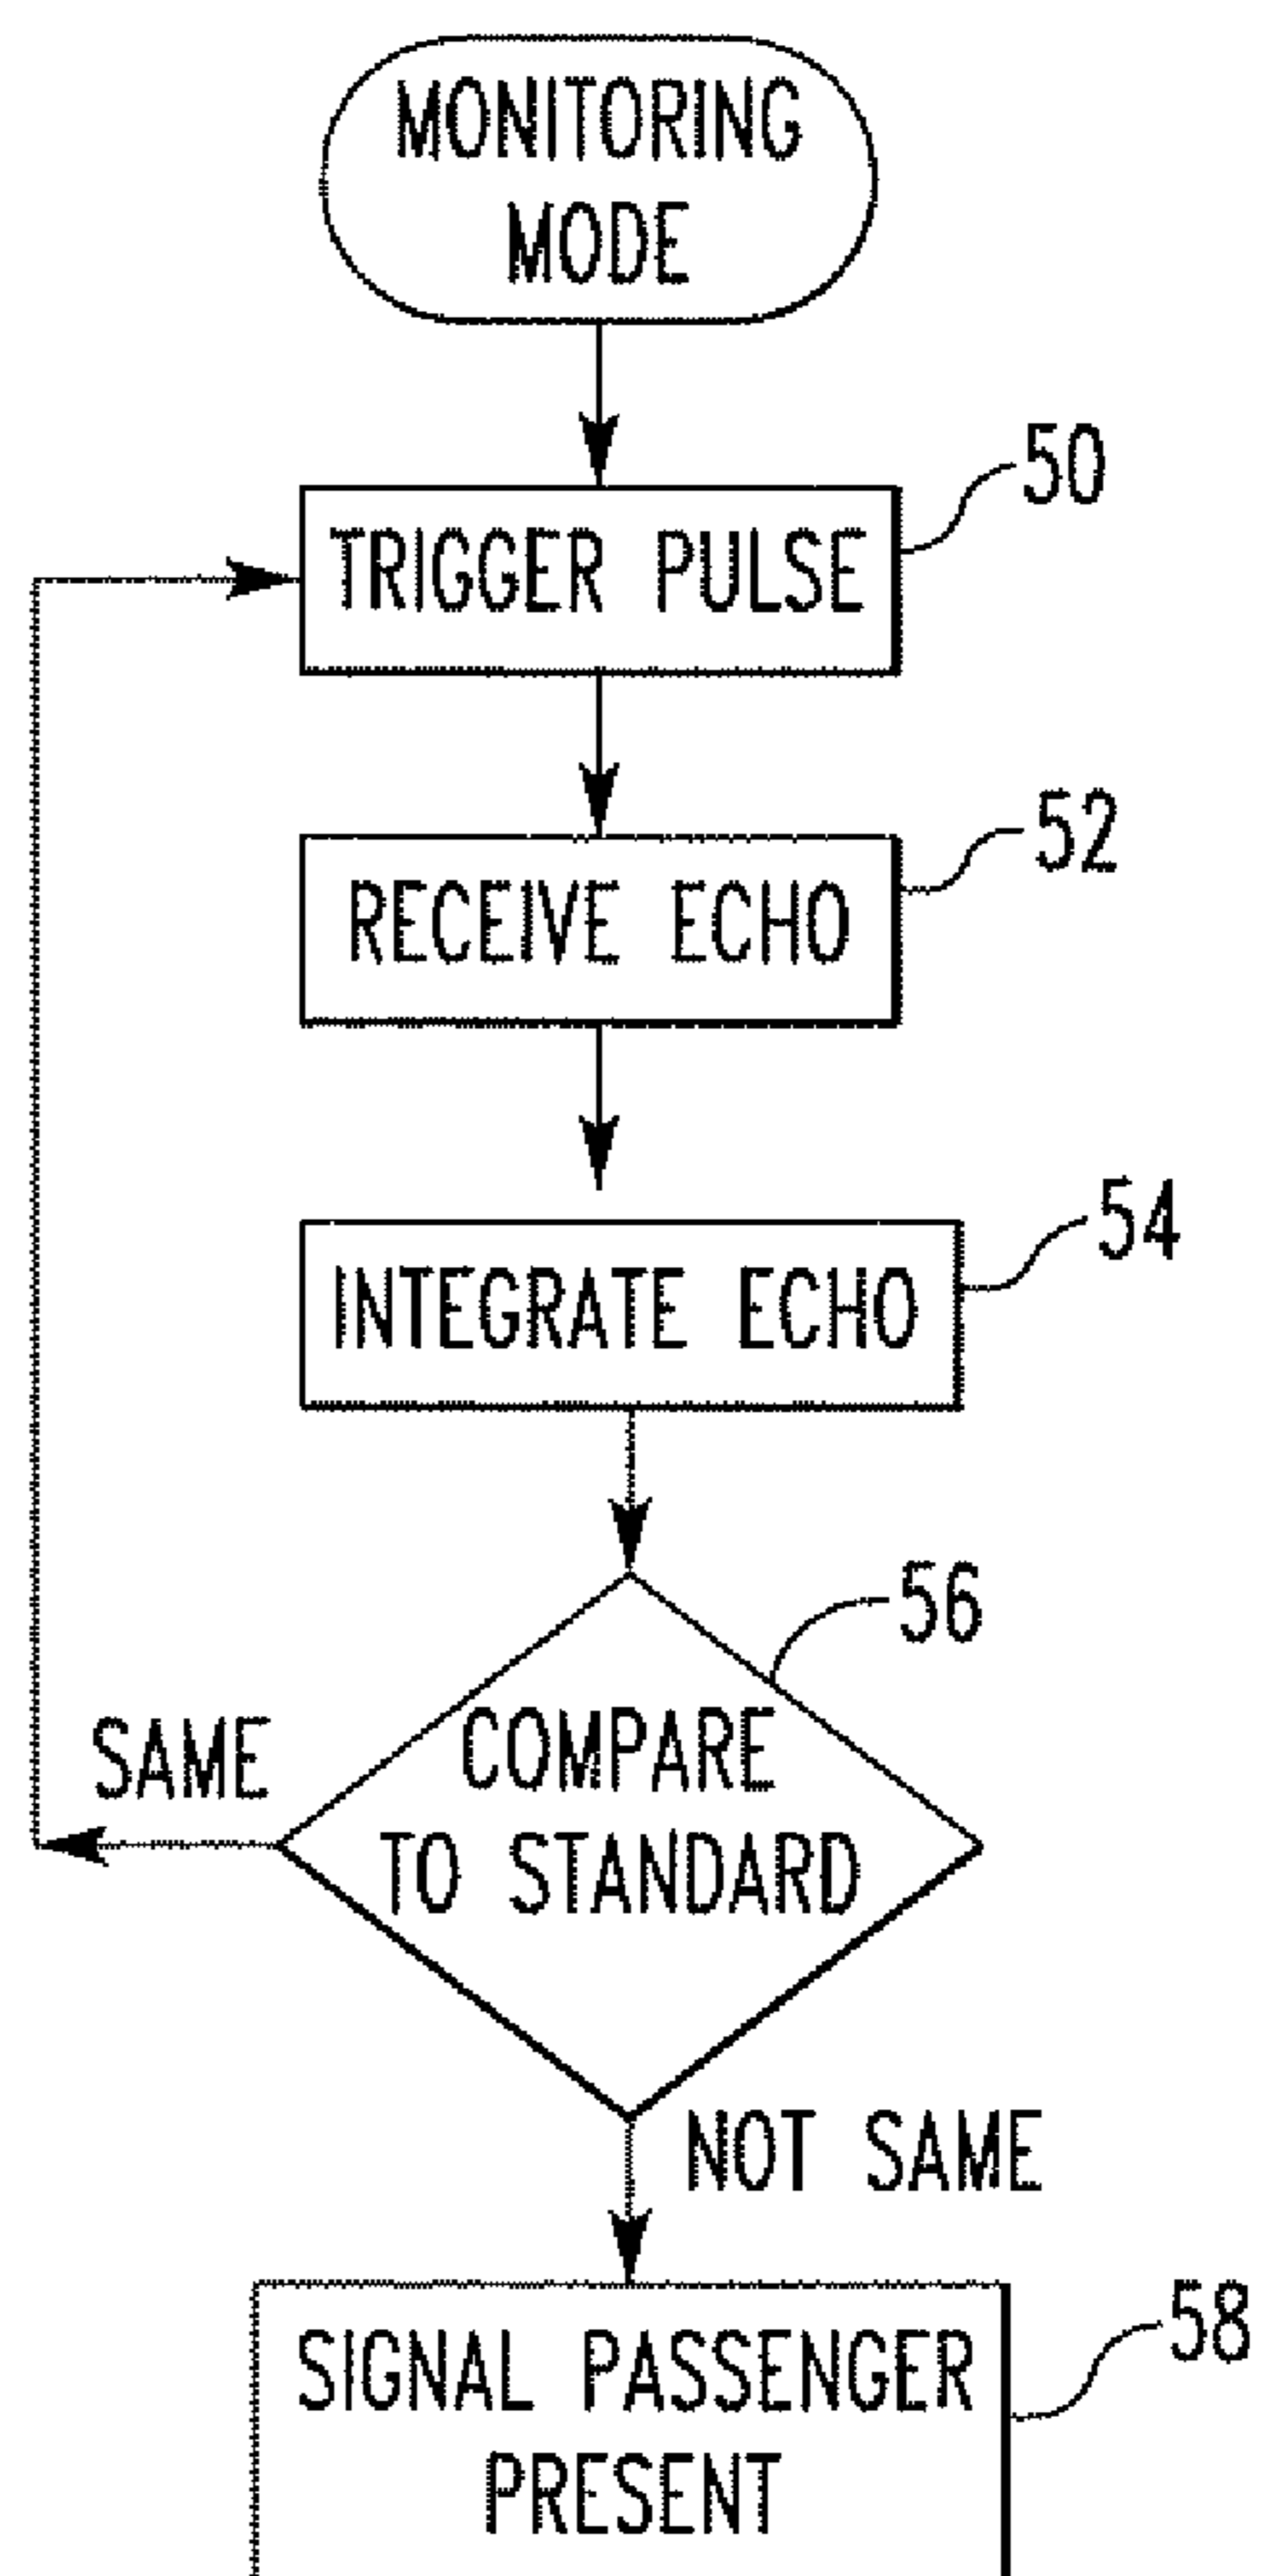 MONITORING
MODE
50
TRIGGER PULSE
52
RECEIVE ECHO
54
INTEGRATE ECHO
56
COMPARE
TO STANDARD
SAME
NOT SAME
58
SIGNAL PASSENGER
PRESENT